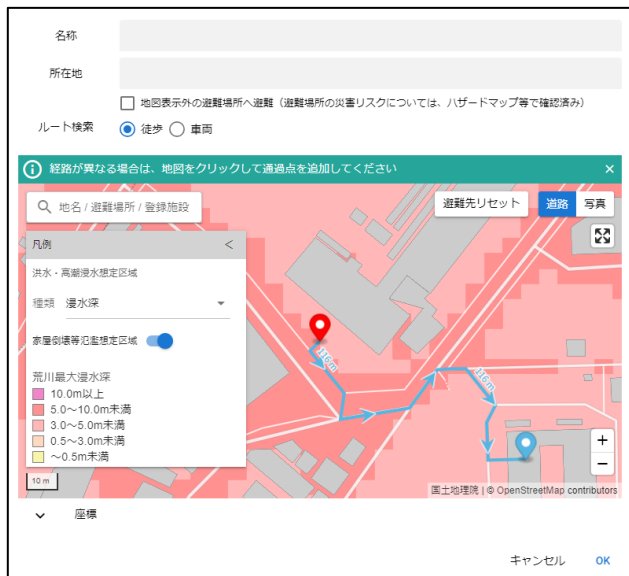 名称
所在地
地図表示外の避難場所へ避難（避難場所の災害リスクについては、ハザードマップ等で確認済み）
ルート検索 徒歩 車両
経路が異なる場合は、地図をクリックして通過点を追加してください ×
地名 / 避難場所 / 登録施設
避難先リセット 道路 写真
凡例 <
洪水・高潮浸水想定区域
種類 浸水深
家屋倒壊等氾濫想定区域
荒川最大浸水深
10.0m以上
5.0～10.0m未満
3.0～5.0m未満
0.5～3.0m未満
～0.5m未満
116m
116m
+
−
10 m
国土地理院 | © OpenStreetMap contributors
座標
キャンセル OK